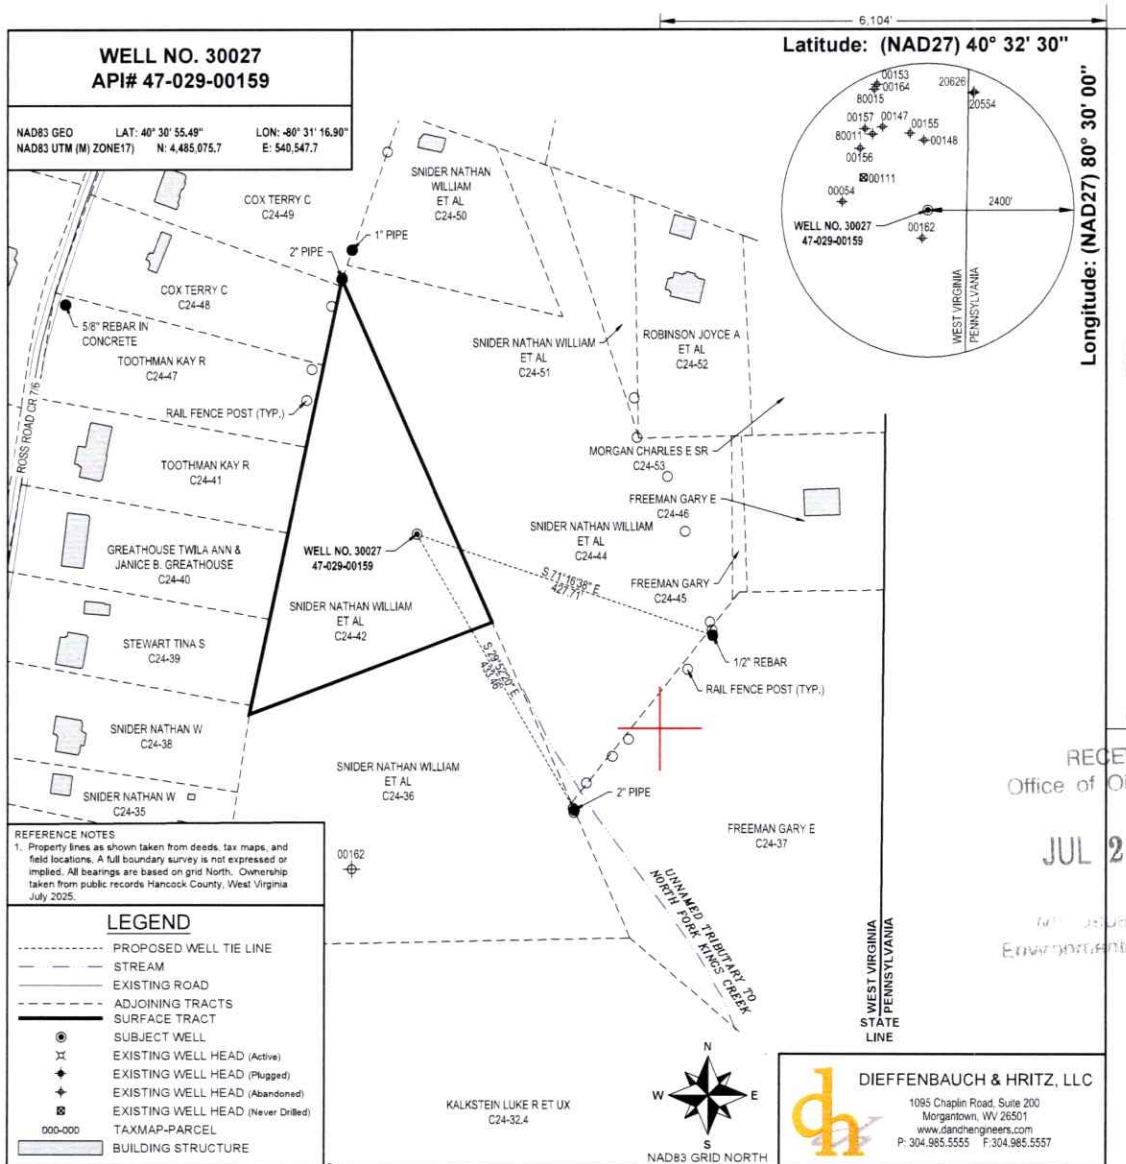 6,104'
WELL NO. 30027
API# 47-029-00159
NAD83 GEO LAT: 40° 30' 55.49" LON: -80° 31' 16.90"
NAD83 UTM (M) ZONE17) N: 4,485,075.7 E: 540,547.7
Latitude: (NAD27) 40° 32' 30"
Longitude: (NAD27) 80° 30' 00"
00153
00164
80015
20626
20554
00157
00147
80011
00155
00148
00156
00111
00054
2400'
WELL NO. 30027
47-029-00159
00162
WEST VIRGINIA
PENNSYLVANIA
SNIDER NATHAN
WILLIAM
ET AL
C24-50
COX TERRY C
C24-49
1" PIPE
2" PIPE
COX TERRY C
C24-48
5/8" REBAR IN
CONCRETE
TOOTHMAN KAY R
C24-47
RAIL FENCE POST (TYP.)
ROSS ROAD CR 7/6
SNIDER NATHAN WILLIAM
ET AL
C24-51
ROBINSON JOYCE A
ET AL
C24-52
MORGAN CHARLES E SR
C24-53
TOOTHMAN KAY R
C24-41
FREEMAN GARY E
C24-46
SNIDER NATHAN WILLIAM
ET AL
C24-44
GREATHOUSE TWILA ANN &
JANICE B. GREATHOUSE
C24-40
WELL NO. 30027
47-029-00159
S 71°16'38" E
427.71'
FREEMAN GARY
C24-45
SNIDER NATHAN WILLIAM
ET AL
C24-42
STEWART TINA S
C24-39
S 29°52'20" E
433.46'
1/2" REBAR
RAIL FENCE POST (TYP.)
SNIDER NATHAN W
C24-38
SNIDER NATHAN WILLIAM
ET AL
C24-36
SNIDER NATHAN W
C24-35
2" PIPE
FREEMAN GARY E
C24-37
RECE
Office of Oi
JUL 2
Environment
REFERENCE NOTES
1. Property lines as shown taken from deeds, tax maps, and
field locations. A full boundary survey is not expressed or
implied. All bearings are based on grid North. Ownership
taken from public records Hancock County, West Virginia
July 2025.
00162
UNNAMED TRIBUTARY TO
NORTH FORK KINGS CREEK
WEST VIRGINIA
PENNSYLVANIA
STATE
LINE
LEGEND
PROPOSED WELL TIE LINE
STREAM
EXISTING ROAD
ADJOINING TRACTS
SURFACE TRACT
SUBJECT WELL
EXISTING WELL HEAD (Active)
EXISTING WELL HEAD (Plugged)
EXISTING WELL HEAD (Abandoned)
EXISTING WELL HEAD (Never Drilled)
000-000 TAXMAP-PARCEL
BUILDING STRUCTURE
KALKSTEIN LUKE R ET UX
C24-32.4
N
W E
S
NAD83 GRID NORTH
dh
DIEFFENBAUCH & HRITZ, LLC
1095 Chaplin Road, Suite 200
Morgantown, WV 26501
www.dandhengineers.com
P: 304.985.5555 F:304.985.5557